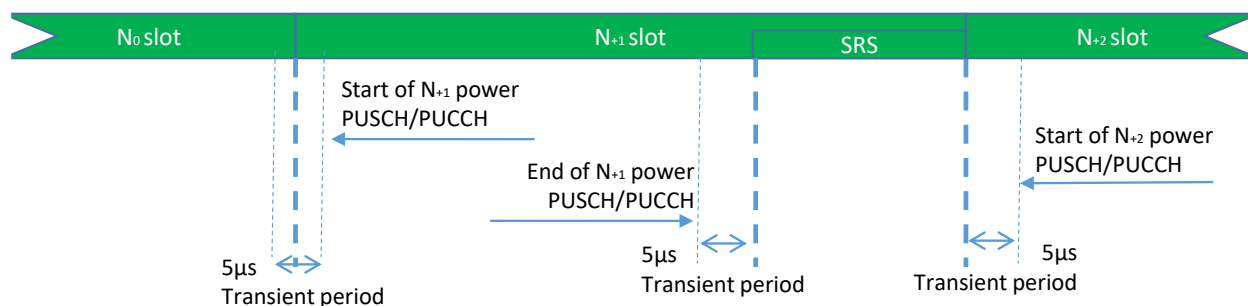 N₀ slot
N₊₁ slot
SRS
N₊₂ slot
Start of N₊₁ power
PUSCH/PUCCH
Start of N₊₂ power
PUSCH/PUCCH
End of N₊₁ power
PUSCH/PUCCH
5µs
Transient period
5µs
Transient period
5µs
Transient period